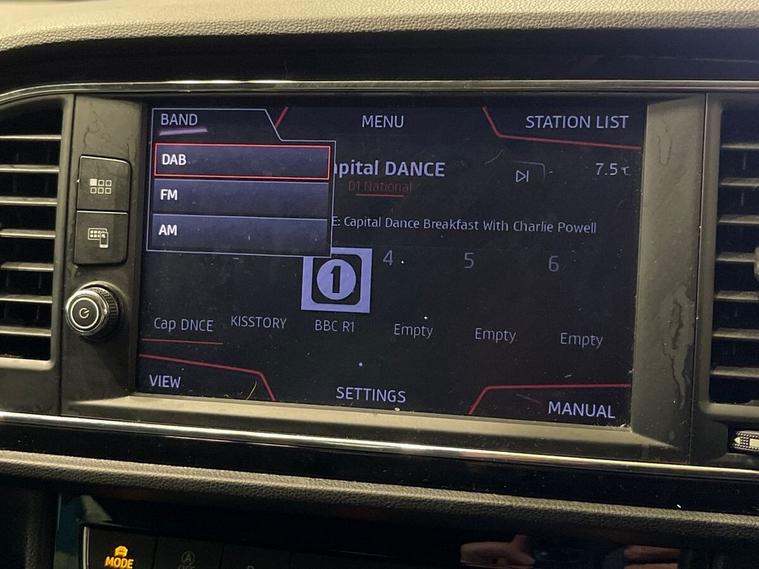 BAND MENU STATION LIST
DAB
FM
AM
apital DANCE
7.5°C
D1 National
E: Capital Dance Breakfast With Charlie Powell
1 4 5 6
Cap DNCE KISSTORY BBC R1 Empty Empty Empty
VIEW SETTINGS MANUAL
MODE
OFF